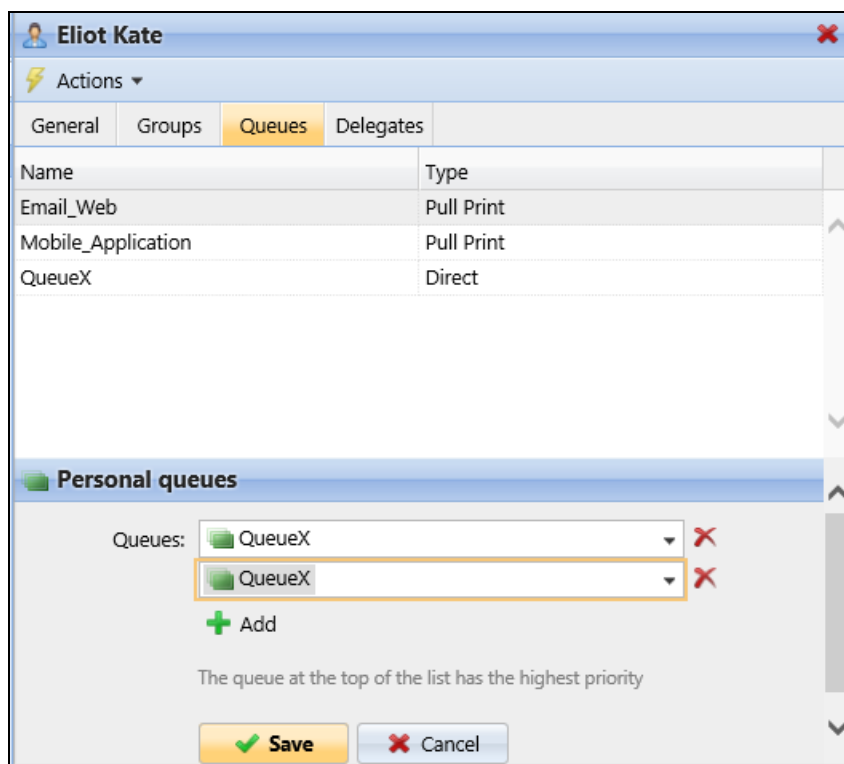 Eliot Kate
Actions
General Groups Queues Delegates
Name Type
Email_Web Pull Print
Mobile_Application Pull Print
QueueX Direct
Personal queues
Queues: QueueX
QueueX
Add
The queue at the top of the list has the highest priority
Save Cancel